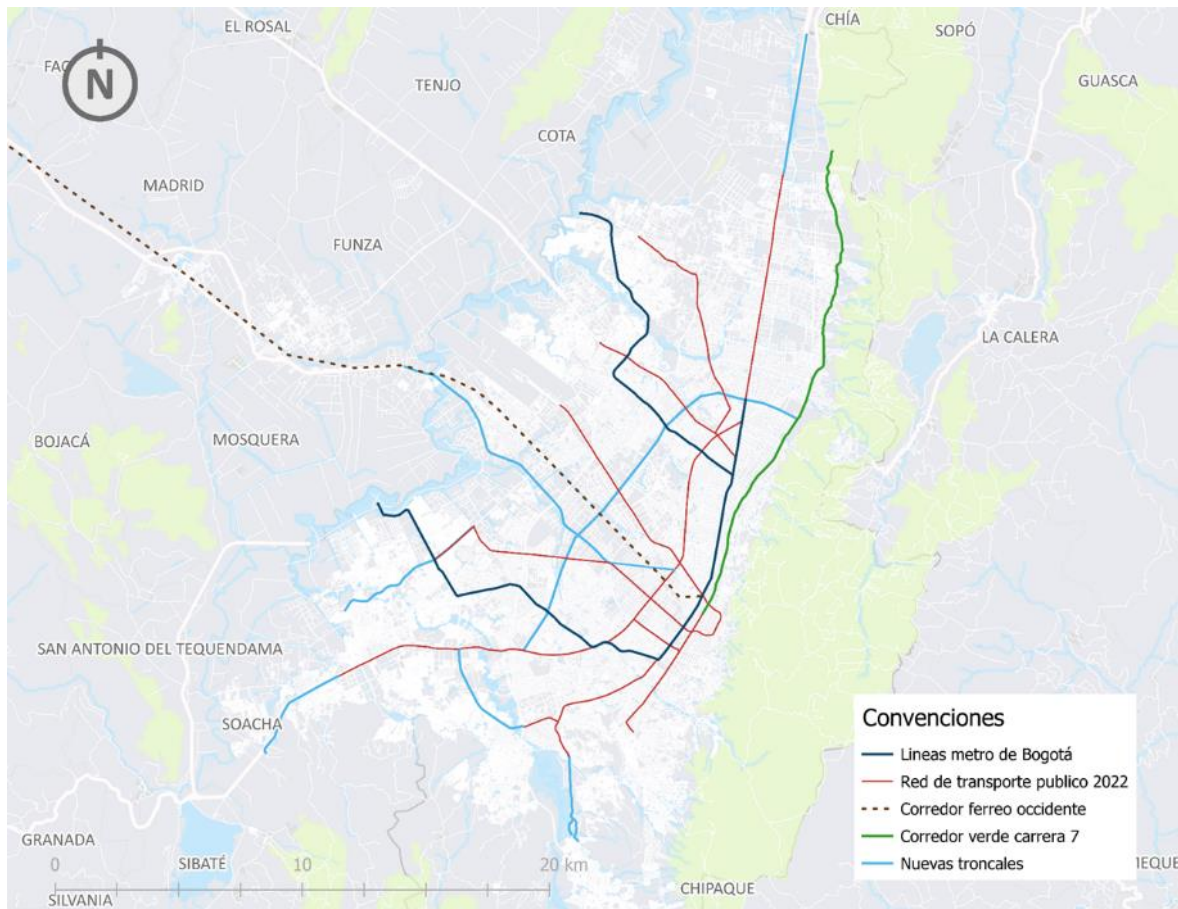 CHÍA
EL ROSAL
SOPÓ
FAC
N
TENJO
GUASCA
COTA
MADRID
FUNZA
LA CALERA
BOJACÁ
MOSQUERA
SAN ANTONIO DEL TEQUENDAMA
SOACHA
Convenciones
Lineas metro de Bogotá
Red de transporte publico 2022
Corredor ferreo occidente
Corredor verde carrera 7
Nuevas troncales
GRANADA
0
10
20 km
SIBATÉ
MEQUE
CHIPAQUE
SILVANIA